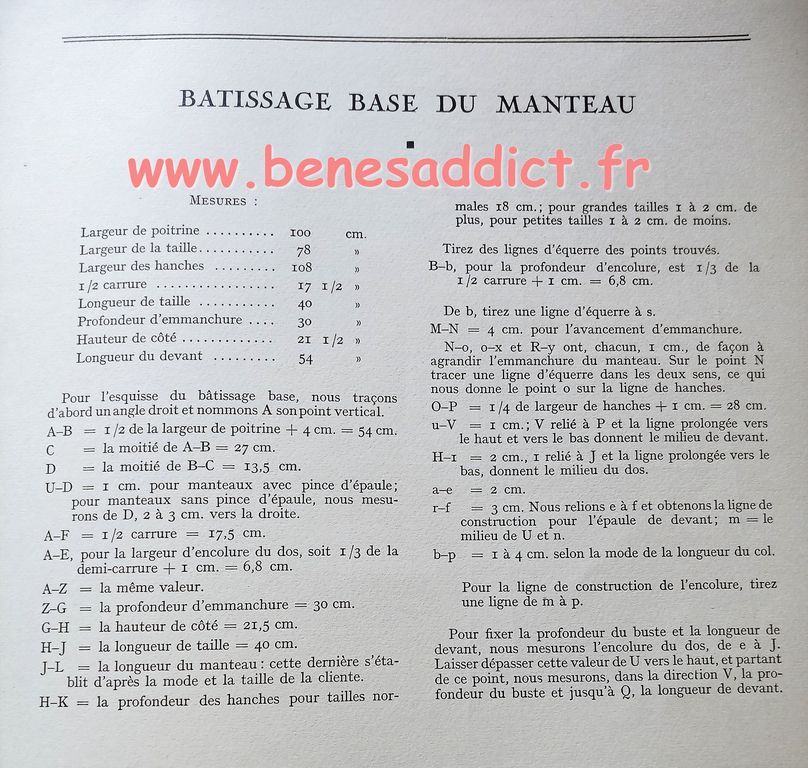 BATISSAGE BASE DU MANTEAU
www.benesaddict.fr
MESURES :
Largeur de poitrine .......... 100 cm.
Largeur de la taille........... 78 »
Largeur des hanches ......... 108 »
1/2 carrure ................. 17 1/2 »
Longueur de taille ........... 40 »
Profondeur d'emmanchure .... 30 »
Hauteur de côté ............. 21 1/2 »
Longueur du devant ......... 54 »
Pour l'esquisse du bâtissage base, nous traçons
d'abord un angle droit et nommons A son point vertical.
A–B = 1/2 de la largeur de poitrine + 4 cm. = 54 cm.
C = la moitié de A–B = 27 cm.
D = la moitié de B–C = 13,5 cm.
U–D = 1 cm. pour manteaux avec pince d'épaule;
pour manteaux sans pince d'épaule, nous mesu-
rons de D, 2 à 3 cm. vers la droite.
A–F = 1/2 carrure = 17,5 cm.
A–E, pour la largeur d'encolure du dos, soit 1/3 de la
demi-carrure + 1 cm. = 6,8 cm.
A–Z = la même valeur.
Z–G = la profondeur d'emmanchure = 30 cm.
G–H = la hauteur de côté = 21,5 cm.
H–J = la longueur de taille = 40 cm.
J–L = la longueur du manteau : cette dernière s'éta-
blit d'après la mode et la taille de la cliente.
H–K = la profondeur des hanches pour tailles nor-
males 18 cm.; pour grandes tailles 1 à 2 cm. de
plus, pour petites tailles 1 à 2 cm. de moins.
Tirez des lignes d'équerre des points trouvés.
B–b, pour la profondeur d'encolure, est 1/3 de la
1/2 carrure + 1 cm. = 6,8 cm.
De b, tirez une ligne d'équerre à s.
M–N = 4 cm. pour l'avancement d'emmanchure.
N–o, o–x et R–y ont, chacun, 1 cm., de façon à
agrandir l'emmanchure du manteau. Sur le point N
tracer une ligne d'équerre dans les deux sens, ce qui
nous donne le point o sur la ligne de hanches.
O–P = 1/4 de largeur de hanches + 1 cm. = 28 cm.
u–V = 1 cm.; V relié à P et la ligne prolongée vers
le haut et vers le bas donnent le milieu de devant.
H–1 = 2 cm., 1 relié à J et la ligne prolongée vers le
bas, donnent le milieu du dos.
a–e = 2 cm.
r–f = 3 cm. Nous relions e à f et obtenons la ligne de
construction pour l'épaule de devant; m = le
milieu de U et n.
b–p = 1 à 4 cm. selon la mode de la longueur du col.
Pour la ligne de construction de l'encolure, tirez
une ligne de m à p.
Pour fixer la profondeur du buste et la longueur de
devant, nous mesurons l'encolure du dos, de e à J.
Laisser dépasser cette valeur de U vers le haut, et partant
de ce point, nous mesurons, dans la direction V, la pro-
fondeur du buste et jusqu'à Q, la longueur de devant.